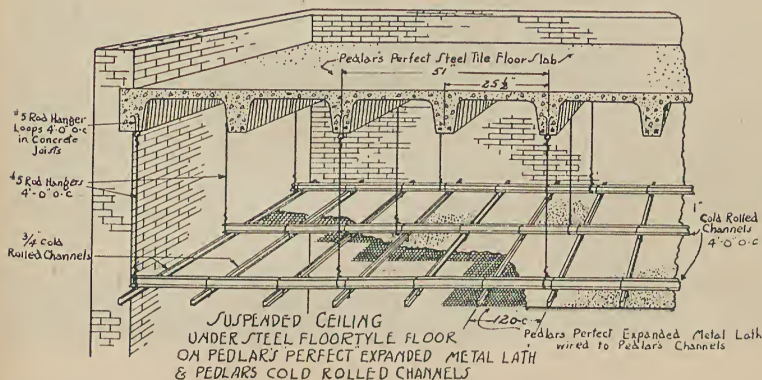 Pedlar's Perfect Steel Tile Floor Slab
51"
25½"
#5 Rod Hanger
Loops 4'-0" o-c
in Concrete
Joists
#5 Rod Hangers
4'-0" o-c
3/4" Cold
Rolled Channels
1"
Cold Rolled
Channels
4'-0" o-c
12 o-c
Pedlars Perfect Expanded Metal Lath
wired to Pedlar's Channels
SUSPENDED CEILING
UNDER STEEL FLOORTYLE FLOOR
ON PEDLAR'S PERFECT EXPANDED METAL LATH
& PEDLARS COLD ROLLED CHANNELS